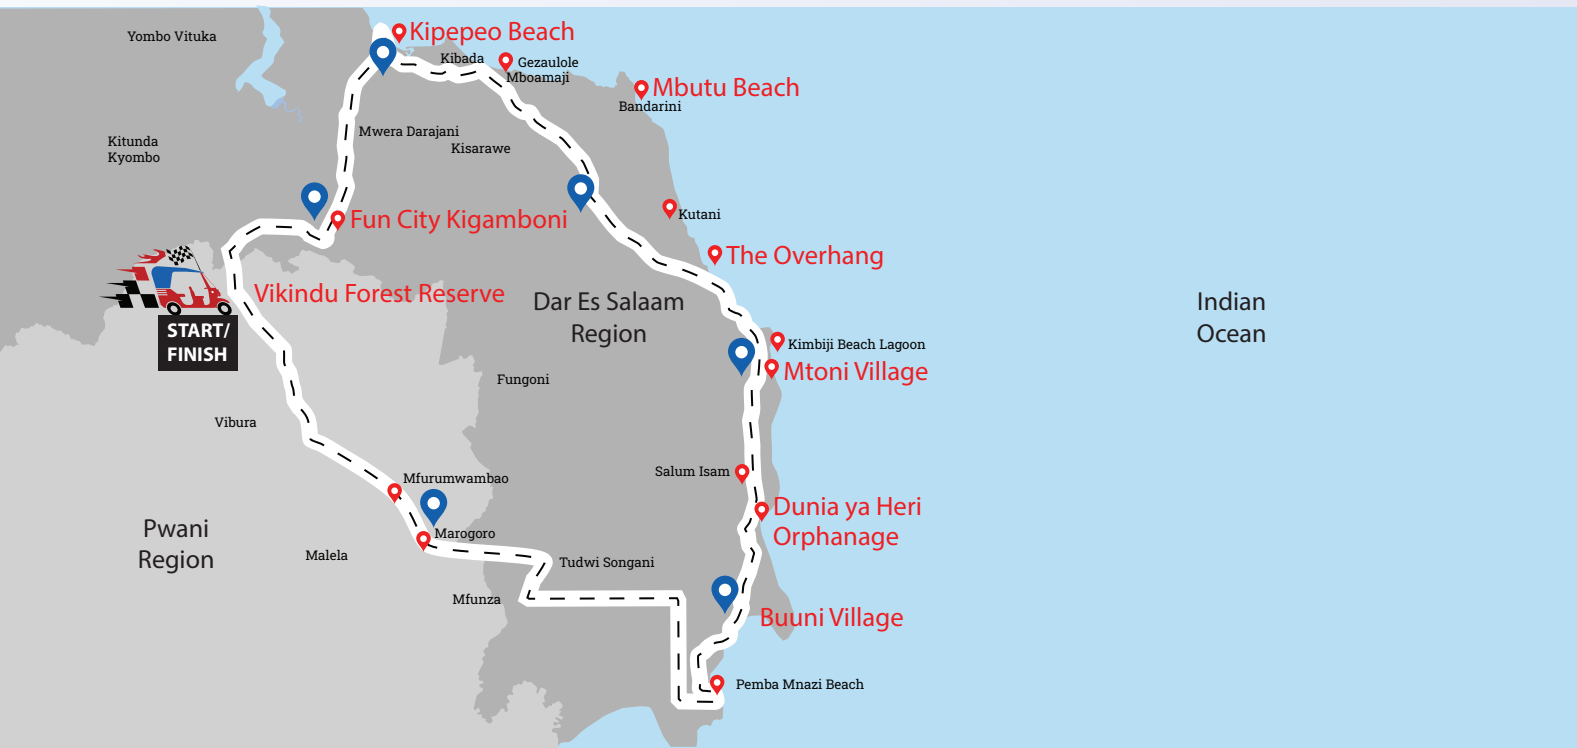 Kipepeo Beach
Yombo Vituka
Kibada
Gezaulole
Mboamaji
Mbutu Beach
Bandarini
Mwera Darajani
Kitunda
Kyombo
Kisarawe
Fun City Kigamboni
Kutani
The Overhang
Vikindu Forest Reserve
Dar Es Salaam
Region
Indian
Ocean
START/
FINISH
Kimbiji Beach Lagoon
Mtoni Village
Fungoni
Vibura
Salum Isam
Mfurumwambao
Dunia ya Heri
Orphanage
Marogoro
Pwani
Region
Malela
Tudwi Songani
Mfunza
Buuni Village
Pemba Mnazi Beach